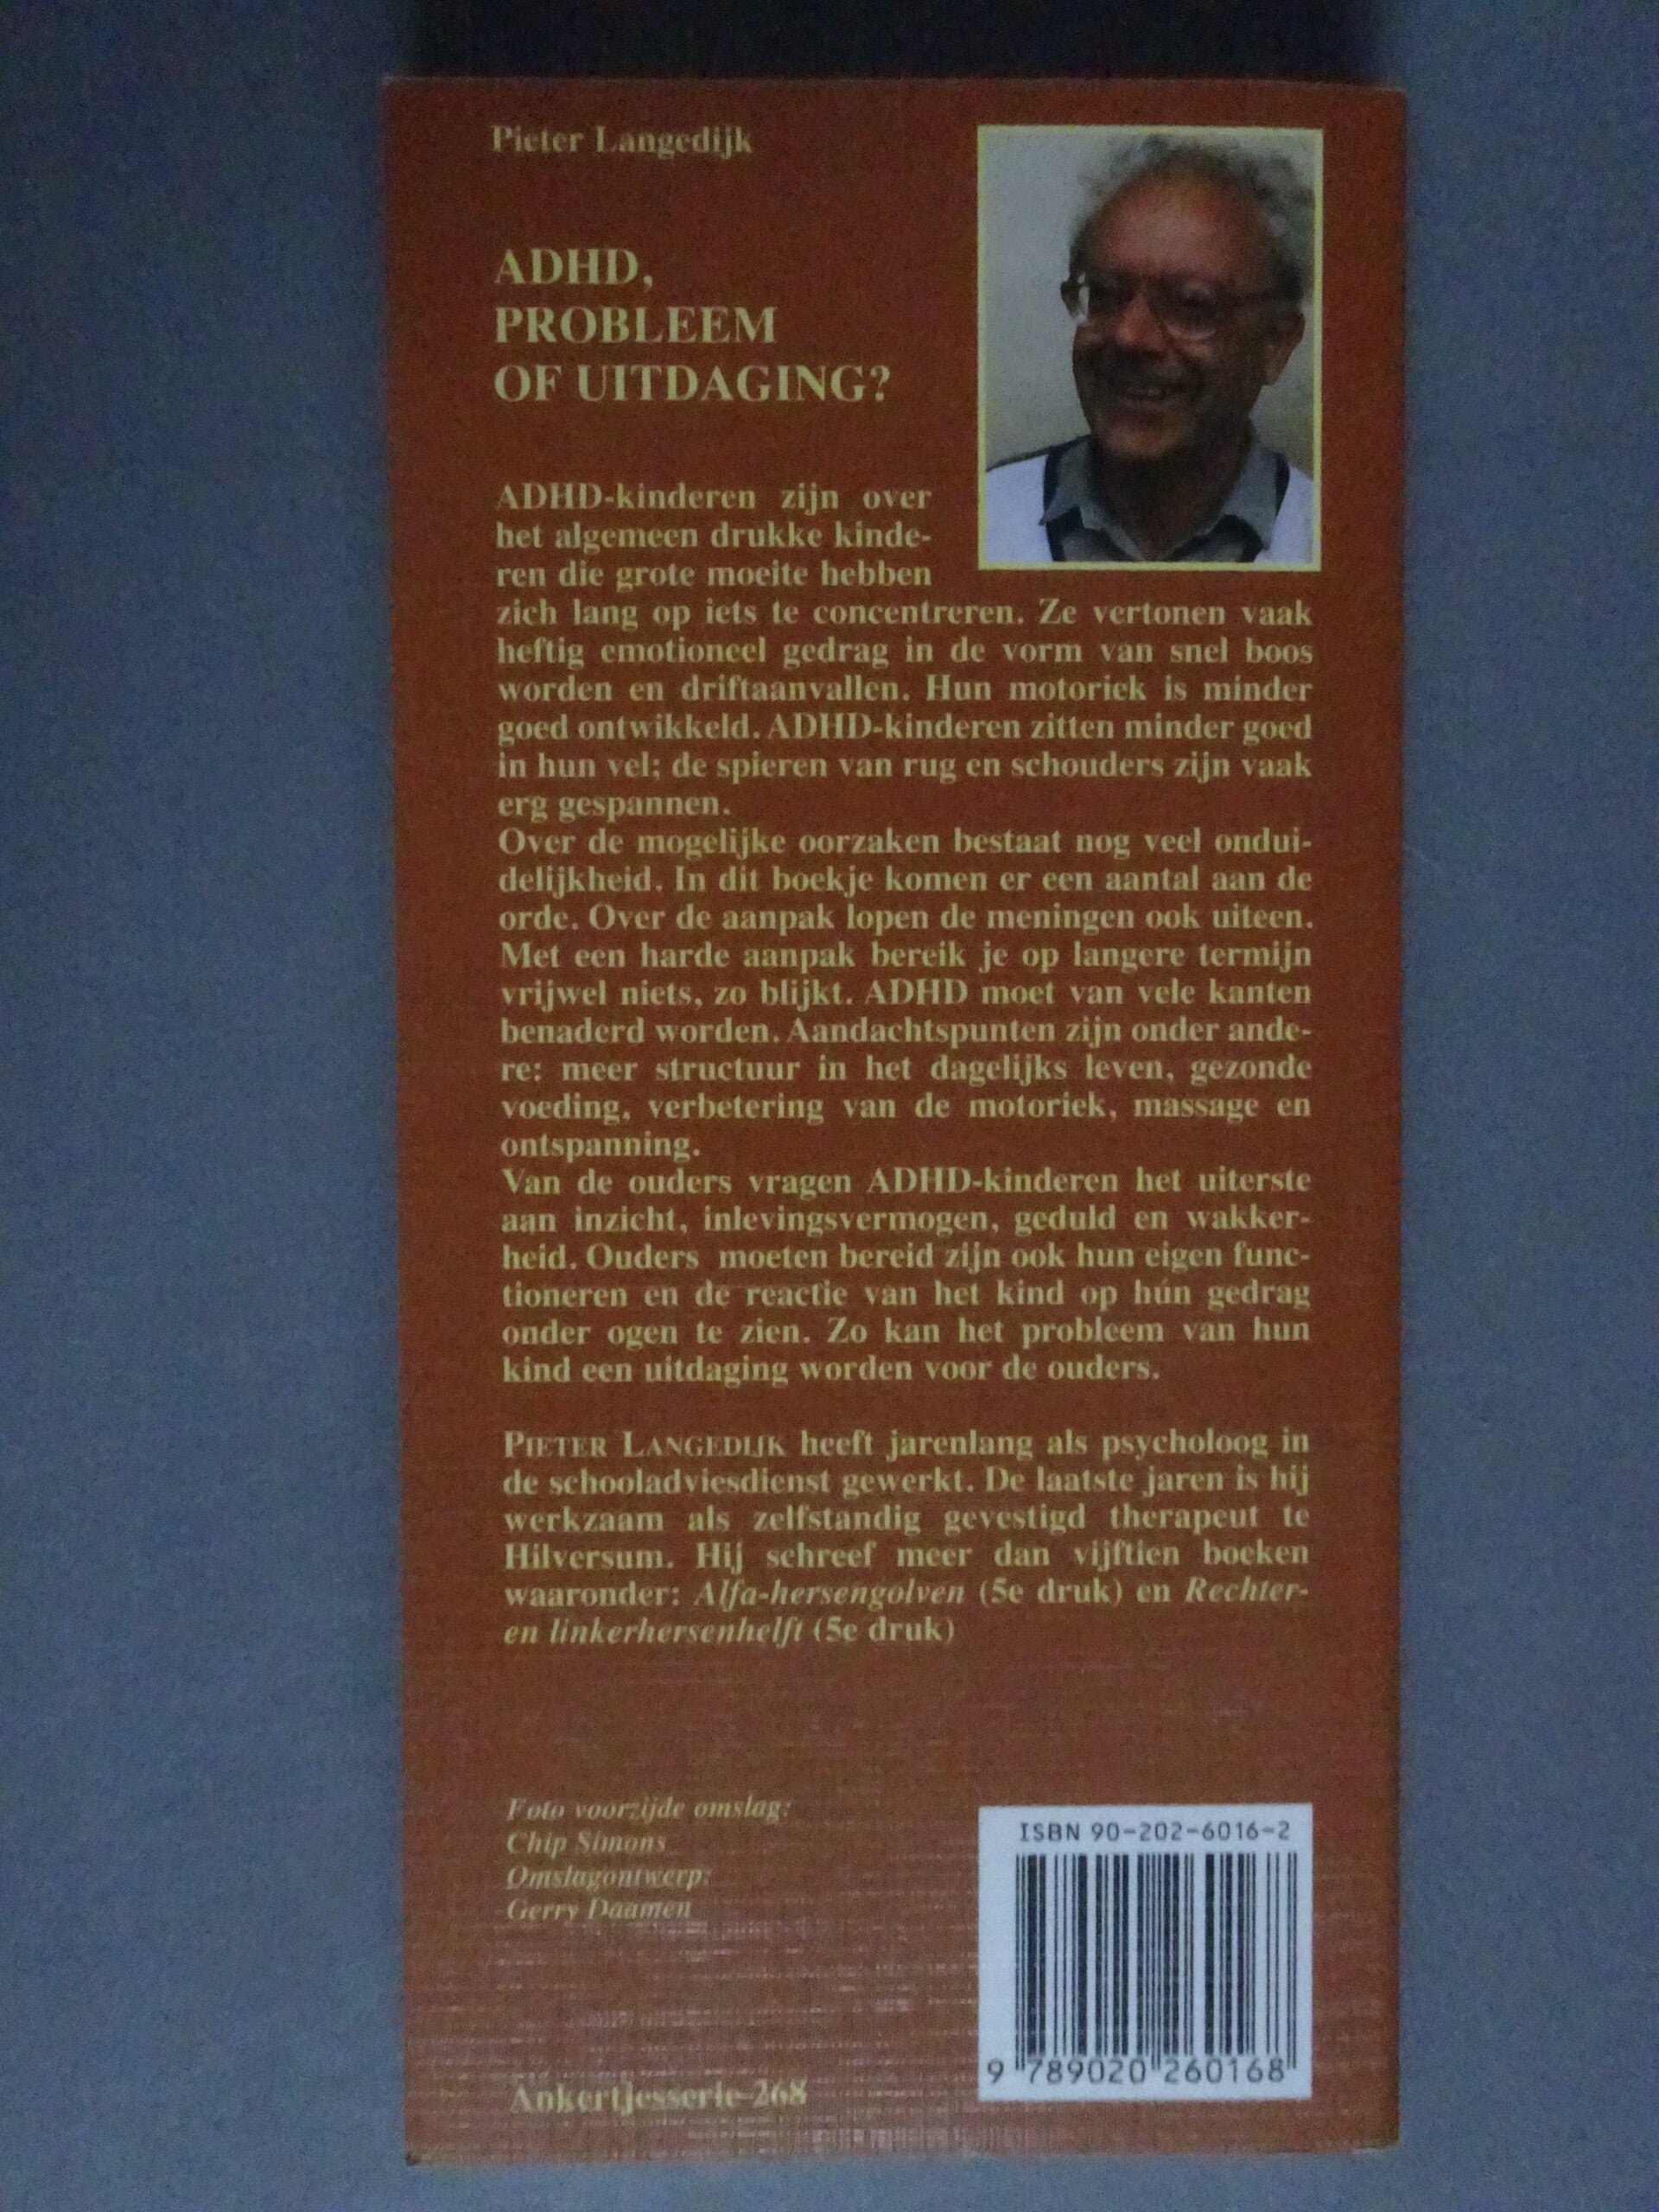 Pieter Langedijk
ADHD,
PROBLEEM
OF UITDAGING?
ADHD-kinderen zijn over
het algemeen drukke kinde-
ren die grote moeite hebben
zich lang op iets te concentreren. Ze vertonen vaak
heftig emotioneel gedrag in de vorm van snel boos
worden en driftaanvallen. Hun motoriek is minder
goed ontwikkeld. ADHD-kinderen zitten minder goed
in hun vel; de spieren van rug en schouders zijn vaak
erg gespannen.
Over de mogelijke oorzaken bestaat nog veel ondui-
delijkheid. In dit boekje komen er een aantal aan de
orde. Over de aanpak lopen de meningen ook uiteen.
Met een harde aanpak bereik je op langere termijn
vrijwel niets, zo blijkt. ADHD moet van vele kanten
benaderd worden. Aandachtspunten zijn onder ande-
re: meer structuur in het dagelijks leven, gezonde
voeding, verbetering van de motoriek, massage en
ontspanning.
Van de ouders vragen ADHD-kinderen het uiterste
aan inzicht, inlevingsvermogen, geduld en wakker-
heid. Ouders moeten bereid zijn ook hun eigen func-
tioneren en de reactie van het kind op hún gedrag
onder ogen te zien. Zo kan het probleem van hun
kind een uitdaging worden voor de ouders.
PIETER LANGEDIJK heeft jarenlang als psycholoog in
de schooladviesdienst gewerkt. De laatste jaren is hij
werkzaam als zelfstandig gevestigd therapeut te
Hilversum. Hij schreef meer dan vijftien boeken
waaronder: Alfa-hersengolven (5e druk) en Rechter-
en linkerhersenhelft (5e druk)
Foto voorzijde omslag:
Chip Simons
Omslagontwerp:
Gerry Daamen
ISBN 90-202-6016-2
9 789020 260168
Ankertjesserie 268